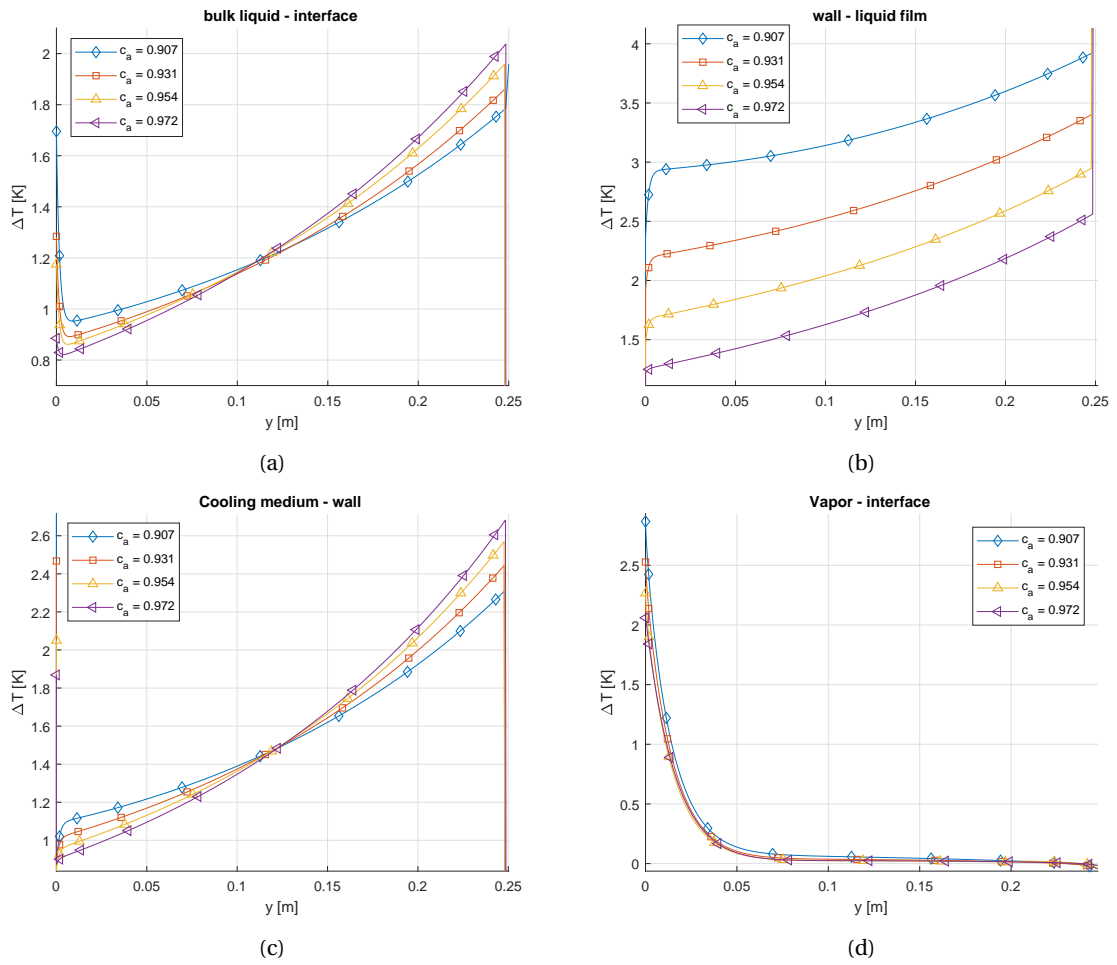 bulk liquid - interface
c_a = 0.907
c_a = 0.931
c_a = 0.954
c_a = 0.972
2
1.8
1.6
1.4
1.2
1
0.8
ΔT [K]
0
0.05
0.1
0.15
0.2
0.25
y [m]
(a)
wall - liquid film
c_a = 0.907
c_a = 0.931
c_a = 0.954
c_a = 0.972
4
3.5
3
2.5
2
1.5
ΔT [K]
0
0.05
0.1
0.15
0.2
0.25
y [m]
(b)
Cooling medium - wall
c_a = 0.907
c_a = 0.931
c_a = 0.954
c_a = 0.972
2.6
2.4
2.2
2
1.8
1.6
1.4
1.2
1
ΔT [K]
0
0.05
0.1
0.15
0.2
0.25
y [m]
(c)
Vapor - interface
c_a = 0.907
c_a = 0.931
c_a = 0.954
c_a = 0.972
2.5
2
1.5
1
0.5
0
ΔT [K]
0
0.05
0.1
0.15
0.2
y [m]
(d)